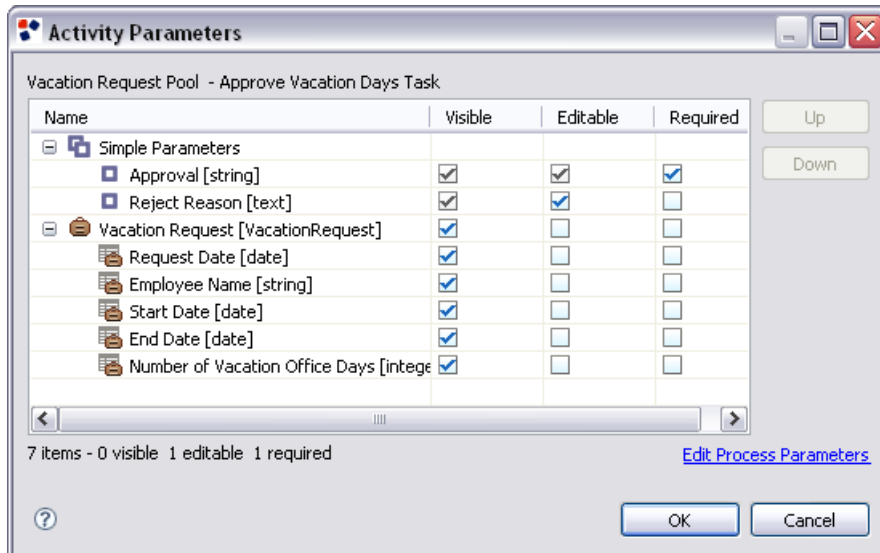 Activity Parameters
Vacation Request Pool - Approve Vacation Days Task
Name Visible Editable Required
Up
Simple Parameters
Down
Approval [string]
Reject Reason [text]
Vacation Request [VacationRequest]
Request Date [date]
Employee Name [string]
Start Date [date]
End Date [date]
Number of Vacation Office Days [intege
7 items - 0 visible 1 editable 1 required
Edit Process Parameters
?
OK Cancel